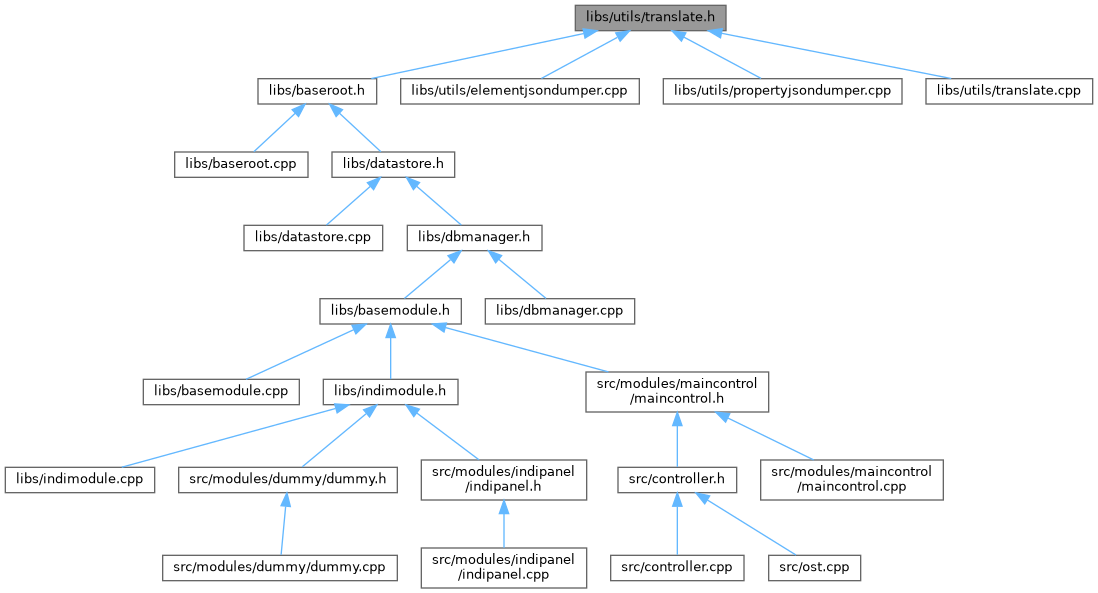 libs/utils/translate.h
libs/baseroot.h
libs/utils/elementjsondumper.cpp
libs/utils/propertyjsondumper.cpp
libs/utils/translate.cpp
libs/baseroot.cpp
libs/datastore.h
libs/datastore.cpp
libs/dbmanager.h
libs/basemodule.h
libs/dbmanager.cpp
libs/basemodule.cpp
libs/indimodule.h
src/modules/maincontrol
/maincontrol.h
libs/indimodule.cpp
src/modules/dummy/dummy.h
src/modules/indipanel
/indipanel.h
src/controller.h
src/modules/maincontrol
/maincontrol.cpp
src/modules/dummy/dummy.cpp
src/modules/indipanel
/indipanel.cpp
src/controller.cpp
src/ost.cpp